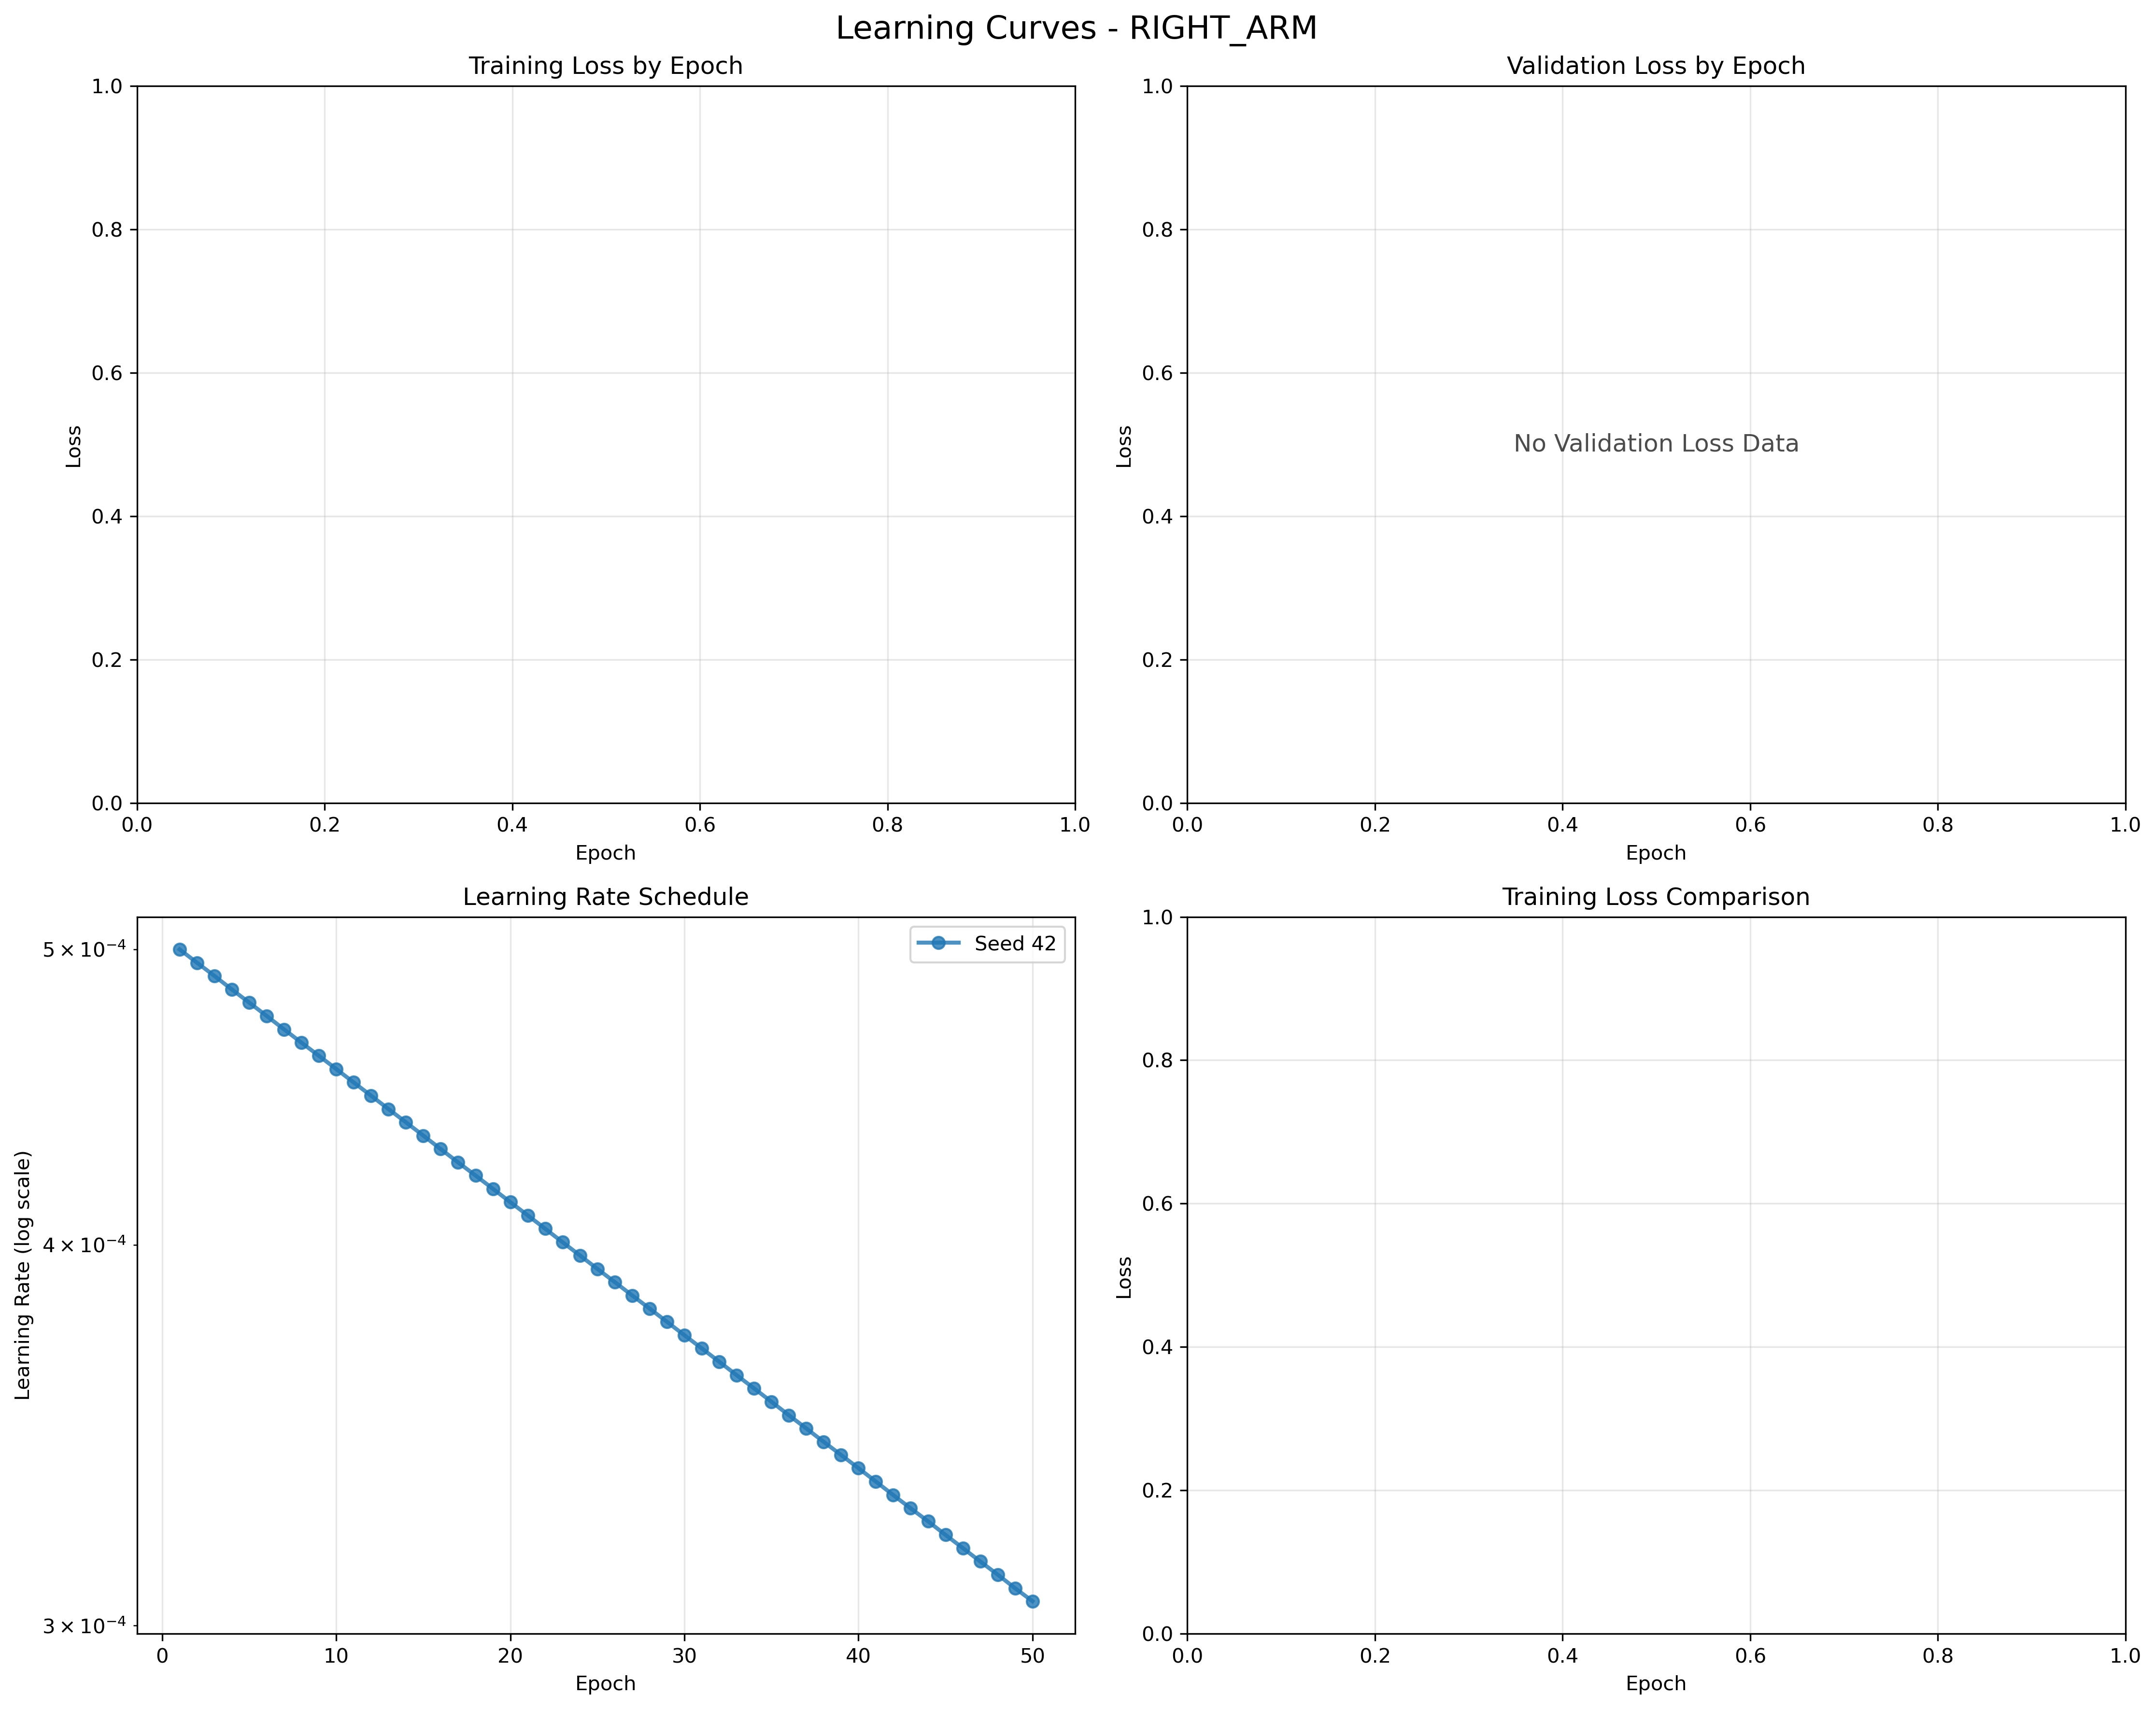 Learning Curves - RIGHT_ARM
Training Loss by Epoch
1.0
0.8
0.6
0.4
0.2
0.0
Loss
0.0 0.2 0.4 0.6 0.8 1.0
Epoch
Validation Loss by Epoch
1.0
0.8
0.6
0.4
0.2
0.0
Loss
No Validation Loss Data
0.0 0.2 0.4 0.6 0.8 1.0
Epoch
Learning Rate Schedule
5 × 10⁻⁴
4 × 10⁻⁴
3 × 10⁻⁴
Learning Rate (log scale)
Seed 42
0 10 20 30 40 50
Epoch
Training Loss Comparison
1.0
0.8
0.6
0.4
0.2
0.0
Loss
0.0 0.2 0.4 0.6 0.8 1.0
Epoch